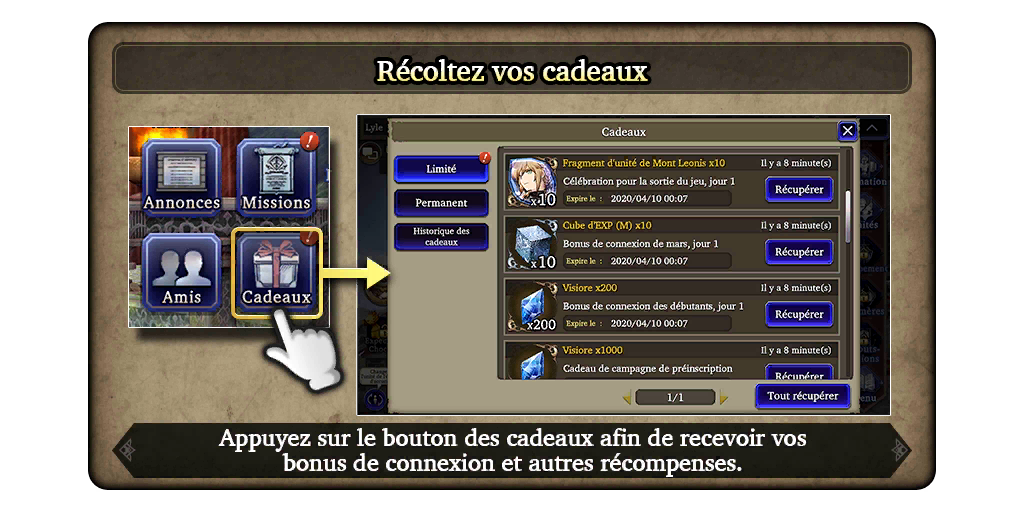 Récoltez vos cadeaux
Annonces
Missions
Amis
Cadeaux
Lyle
Cadeaux
Limité
Permanent
Historique des
cadeaux
Fragment d'unité de Mont Leonis x10
Il y a 8 minute(s)
Célébration pour la sortie du jeu, jour 1
Expire le : 2020/04/10 00:07
x10
Récupérer
Cube d'EXP (M) x10
Il y a 8 minute(s)
Bonus de connexion de mars, jour 1
Expire le : 2020/04/10 00:07
x10
Récupérer
Visiore x200
Il y a 8 minute(s)
Bonus de connexion des débutants, jour 1
Expire le : 2020/04/10 00:07
x200
Récupérer
Visiore x1000
Il y a 8 minute(s)
Cadeau de campagne de préinscription
Récupérer
1/1
Tout récupérer
Appuyez sur le bouton des cadeaux afin de recevoir vos
bonus de connexion et autres récompenses.